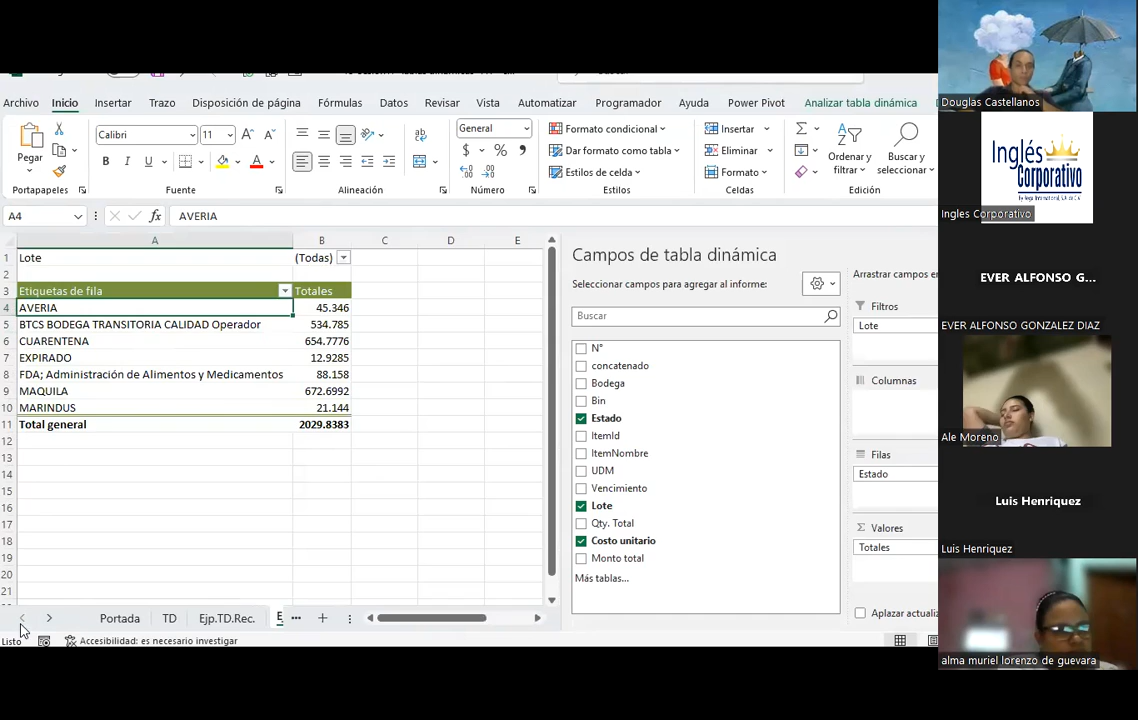 Archivo Inicio Insertar Trazo Disposición de página Fórmulas Datos Revisar Vista Automatizar Programador Ayuda Power Pivot Analizar tabla dinámica
Pegar
Calibri 11
N K S
General
Formato condicional
Dar formato como tabla
Estilos de celda
Insertar
Eliminar
Formato
Ordenar y filtrar
Buscar y seleccionar
Portapapeles Fuente Alineación Número Estilos Celdas Edición
A4 fx AVERIA
A B C D E
1 Lote (Todas)
2
3 Etiquetas de fila Totales
4 AVERIA 45.346
5 BTCS BODEGA TRANSITORIA CALIDAD Operador 534.785
6 CUARENTENA 654.7776
7 EXPIRADO 12.9285
8 FDA; Administración de Alimentos y Medicamentos 88.158
9 MAQUILA 672.6992
10 MARINDUS 21.144
11 Total general 2029.8383
12
13
14
15
16
17
18
19
20
21
Portada TD Ejp.TD.Rec. E
Listo Accesibilidad: es necesario investigar
Campos de tabla dinámica
Seleccionar campos para agregar al informe:
Buscar
N°
concatenado
Bodega
Bin
Estado
ItemId
ItemNombre
UDM
Vencimiento
Lote
Qty. Total
Costo unitario
Monto total
Más tablas...
Arrastrar campos en
Filtros
Lote
Columnas
Filas
Estado
Σ Valores
Totales
Aplazar actualiz
Douglas Castellanos
Inglés
Corporativo
Ingles Corporativo
EVER ALFONSO G...
EVER ALFONSO GONZALEZ DIAZ
Ale Moreno
Luis Henriquez
Luis Henriquez
alma muriel lorenzo de guevara